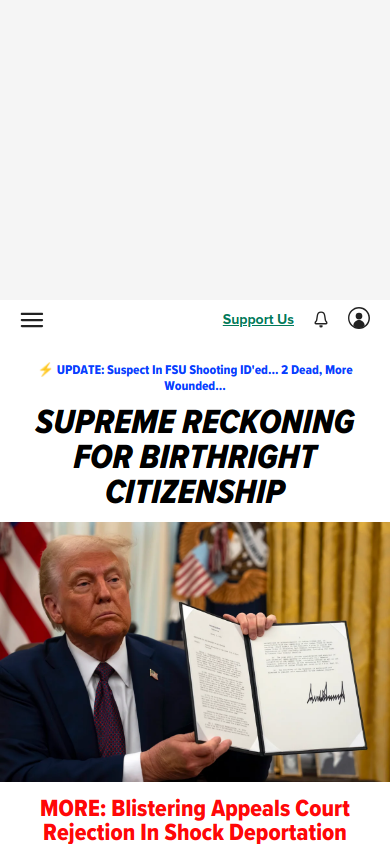 Support Us
⚡ UPDATE: Suspect In FSU Shooting ID'ed... 2 Dead, More
Wounded...
SUPREME RECKONING
FOR BIRTHRIGHT
CITIZENSHIP
MORE: Blistering Appeals Court
Rejection In Shock Deportation